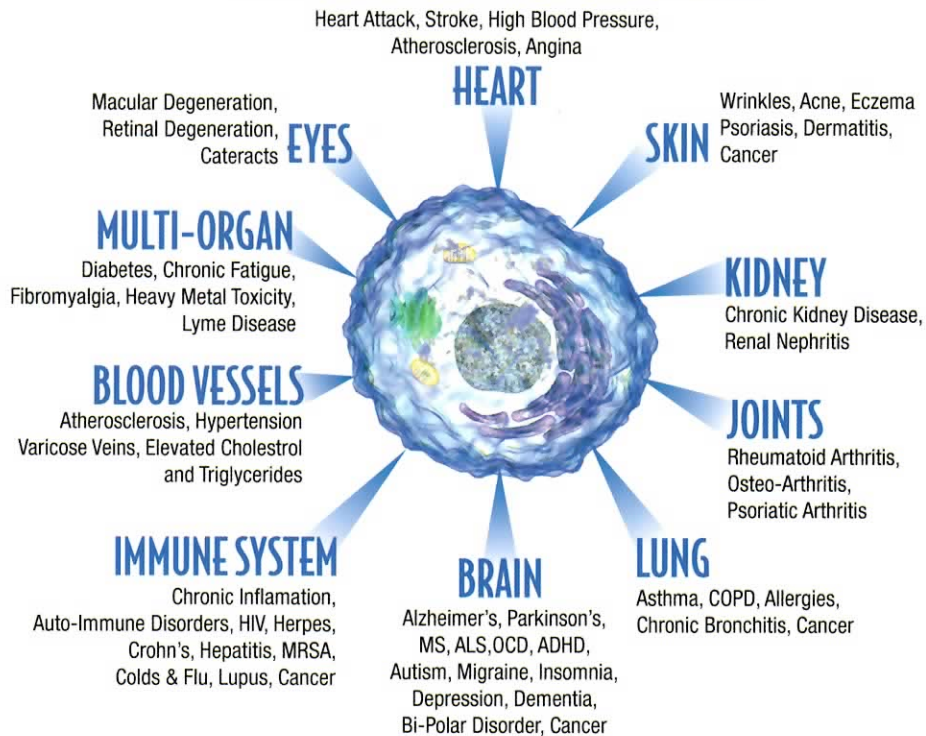 Heart Attack, Stroke, High Blood Pressure,
Atherosclerosis, Angina
HEART
Macular Degeneration,
Retinal Degeneration,
Cateracts
EYES
SKIN
Wrinkles, Acne, Eczema
Psoriasis, Dermatitis,
Cancer
MULTI-ORGAN
Diabetes, Chronic Fatigue,
Fibromyalgia, Heavy Metal Toxicity,
Lyme Disease
KIDNEY
Chronic Kidney Disease,
Renal Nephritis
BLOOD VESSELS
Atherosclerosis, Hypertension
Varicose Veins, Elevated Cholestrol
and Triglycerides
JOINTS
Rheumatoid Arthritis,
Osteo-Arthritis,
Psoriatic Arthritis
IMMUNE SYSTEM
Chronic Inflamation,
Auto-Immune Disorders, HIV, Herpes,
Crohn's, Hepatitis, MRSA,
Colds & Flu, Lupus, Cancer
BRAIN
Alzheimer's, Parkinson's,
MS, ALS,OCD, ADHD,
Autism, Migraine, Insomnia,
Depression, Dementia,
Bi-Polar Disorder, Cancer
LUNG
Asthma, COPD, Allergies,
Chronic Bronchitis, Cancer